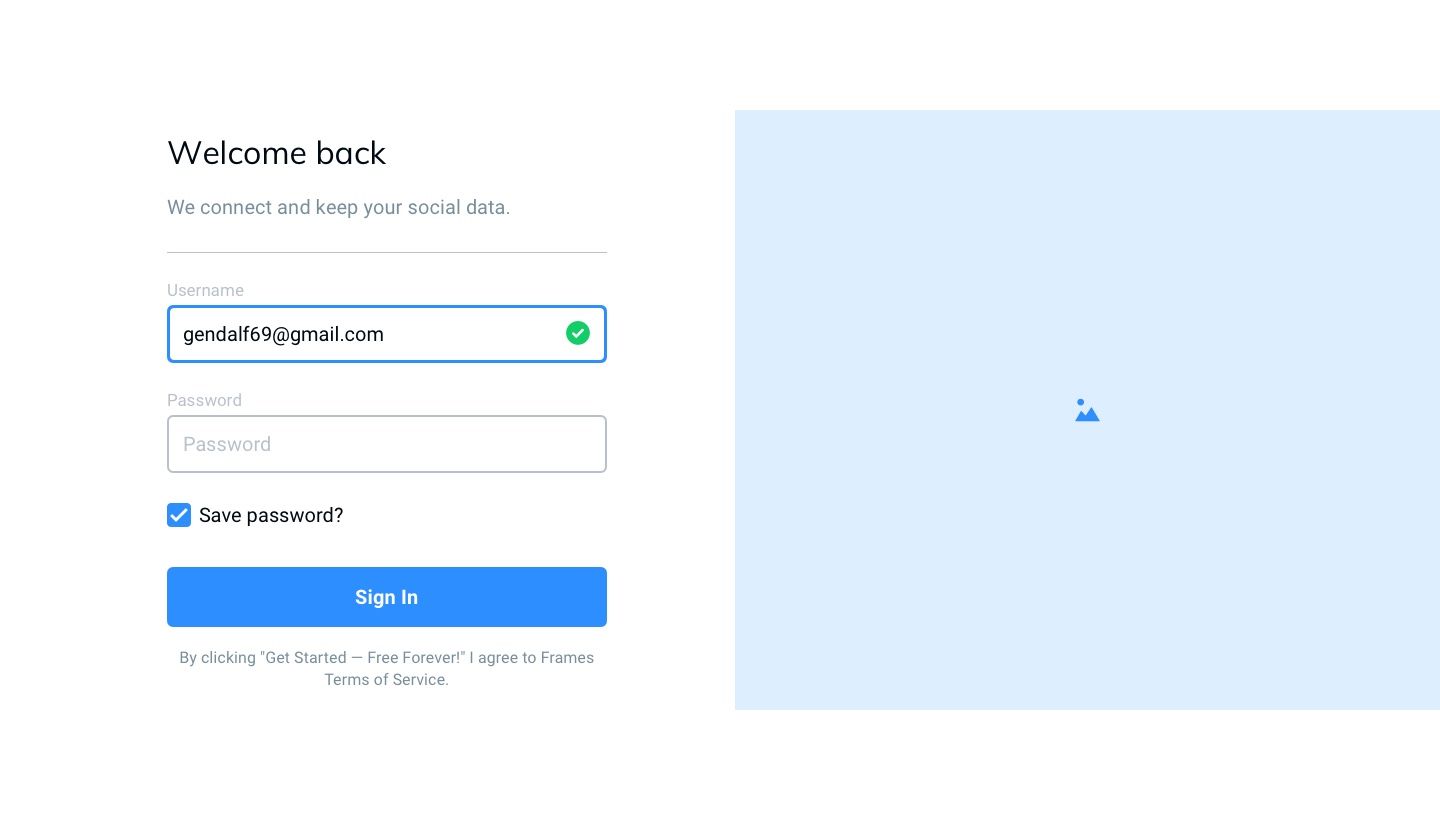 Welcome back
We connect and keep your social data.
Username
gendalf69@gmail.com
Password
Password
Save password?
Sign In
By clicking "Get Started — Free Forever!" I agree to Frames
Terms of Service.